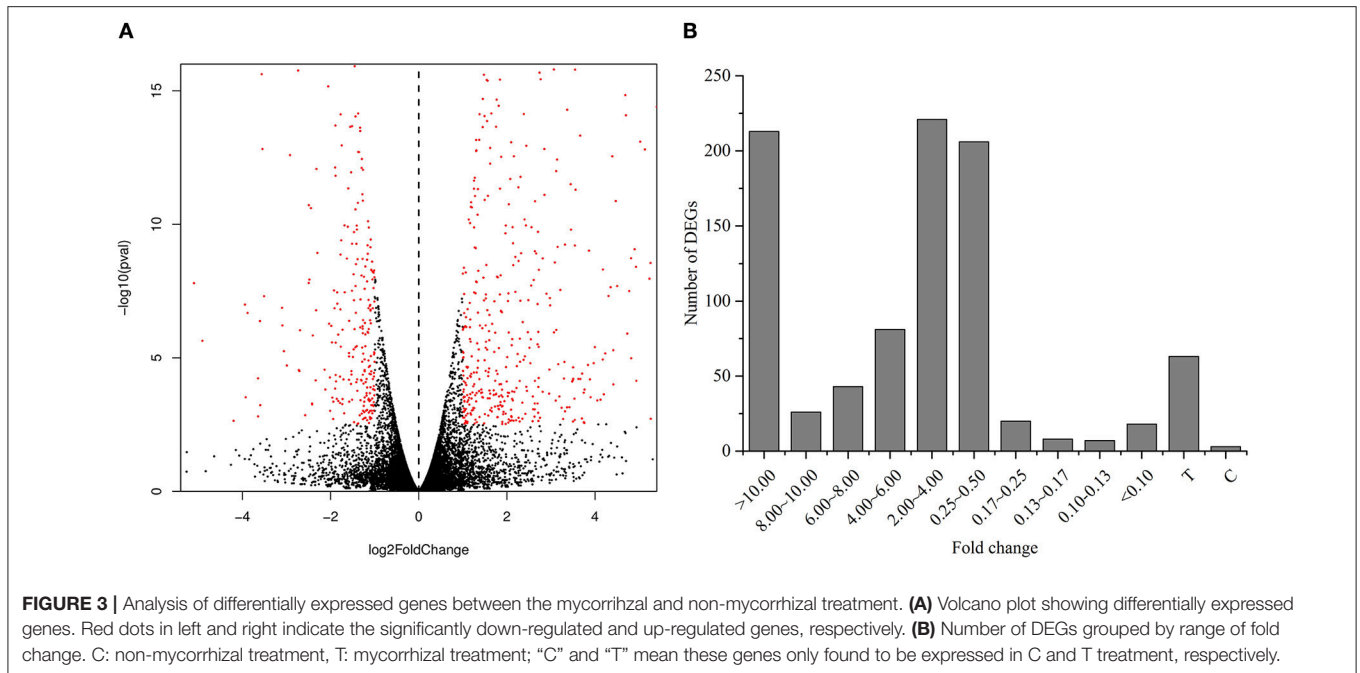 A
B
15
10
5
0
-log10(pval)
−4
−2
0
2
4
log2FoldChange
250
200
150
100
50
0
Number of DEGs
>10.00
8.00~10.00
6.00~8.00
4.00~6.00
2.00~4.00
0.25~0.50
0.17~0.25
0.13~0.17
0.10-0.13
<0.10
T
C
Fold change
FIGURE 3 | Analysis of differentially expressed genes between the mycorrihzal and non-mycorrhizal treatment. (A) Volcano plot showing differentially expressed
genes. Red dots in left and right indicate the significantly down-regulated and up-regulated genes, respectively. (B) Number of DEGs grouped by range of fold
change. C: non-mycorrhizal treatment, T: mycorrhizal treatment; “C” and “T” mean these genes only found to be expressed in C and T treatment, respectively.